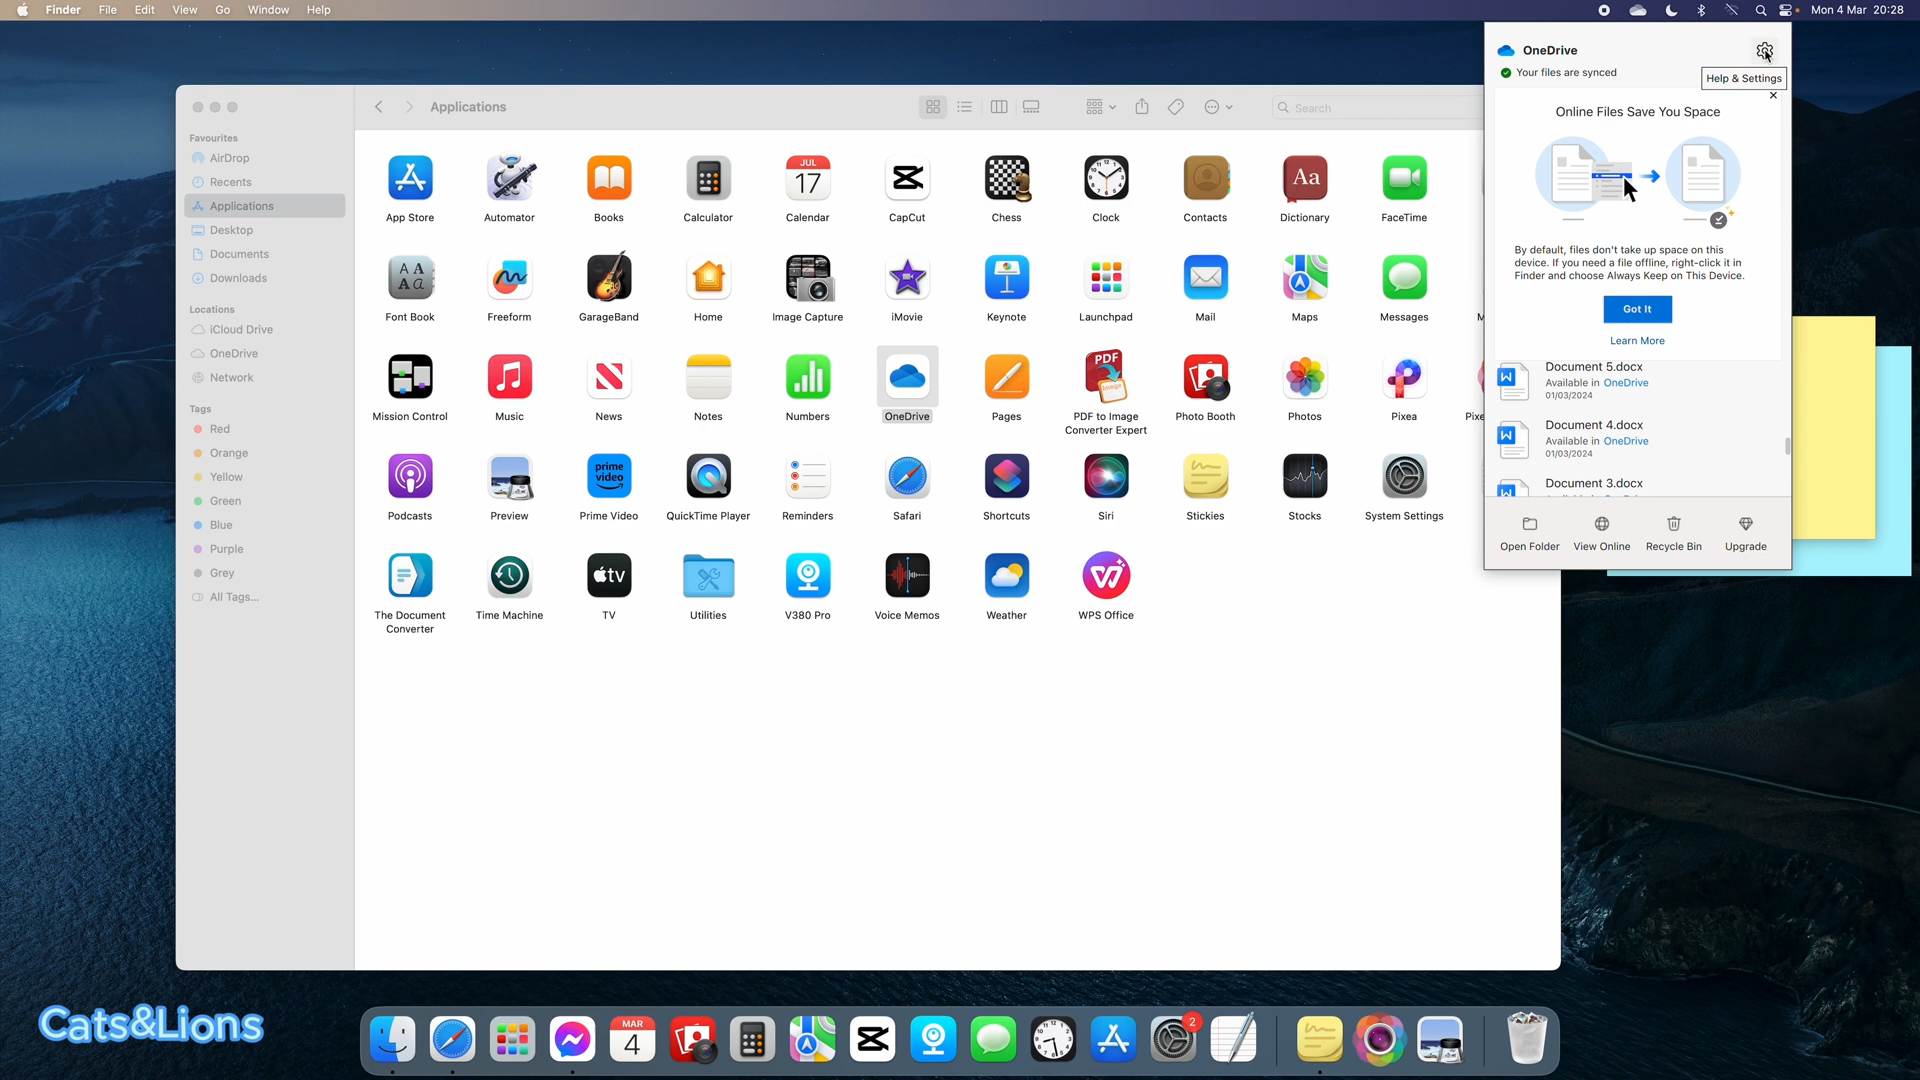 Finder File Edit View Go Window Help
Mon 4 Mar 20:28
Applications
Search
Favourites
AirDrop
Recents
Applications
Desktop
Documents
Downloads
Locations
iCloud Drive
OneDrive
Network
Tags
Red
Orange
Yellow
Green
Blue
Purple
Grey
All Tags...
JUL
17
Aa
App Store
Automator
Books
Calculator
Calendar
CapCut
Chess
Clock
Contacts
Dictionary
FaceTime
Font Book
Freeform
GarageBand
Home
Image Capture
iMovie
Keynote
Launchpad
Mail
Maps
Messages
PDF
Mission Control
Music
News
Notes
Numbers
OneDrive
Pages
PDF to Image
Converter Expert
Photo Booth
Photos
Pixea
Pixe
prime
video
Podcasts
Preview
Prime Video
QuickTime Player
Reminders
Safari
Shortcuts
Siri
Stickies
Stocks
System Settings
tv
The Document
Converter
Time Machine
TV
Utilities
V380 Pro
Voice Memos
Weather
WPS Office
OneDrive
Your files are synced
Help & Settings
Online Files Save You Space
By default, files don't take up space on this
device. If you need a file offline, right-click it in
Finder and choose Always Keep on This Device.
Got It
Learn More
Document 5.docx
Available in OneDrive
01/03/2024
Document 4.docx
Available in OneDrive
01/03/2024
Document 3.docx
Open Folder
View Online
Recycle Bin
Upgrade
Cats&Lions
MAR
4
2